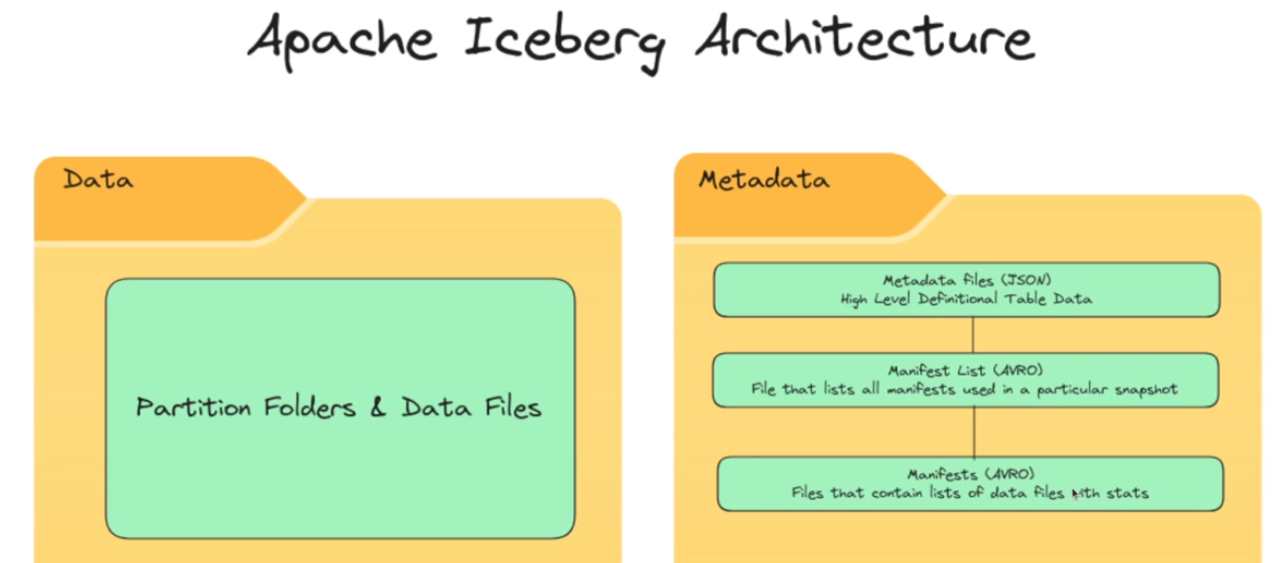 Apache Iceberg Architecture
Data
Partition Folders & Data Files
Metadata
Metadata files (JSON)
High Level Definitional Table Data
Manifest List (AVRO)
File that lists all manifests used in a particular snapshot
Manifests (AVRO)
Files that contain lists of data files with stats